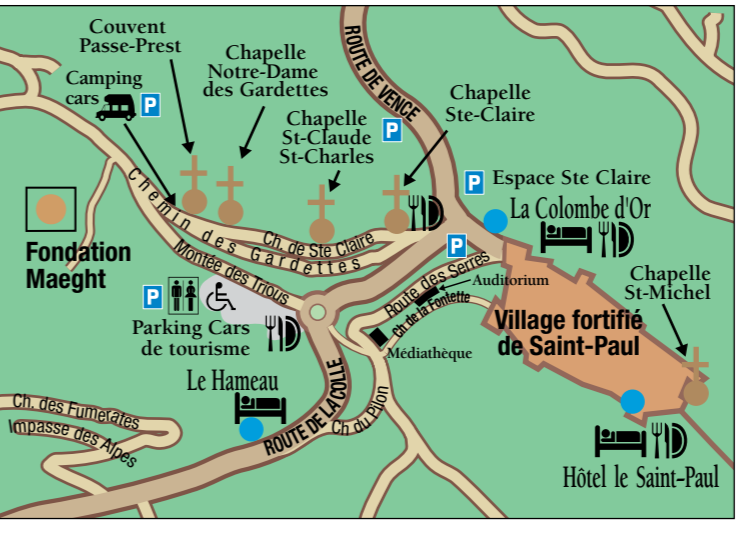 Couvent
Passe-Prest
Chapelle
Notre-Dame
des Gardettes
Camping
cars
P
ROUTE DE VENCE
P
Chapelle
St-Claude
St-Charles
Chapelle
Ste-Claire
P
Espace Ste Claire
La Colombe d'Or
Fondation
Maeght
Chemin des Gardettes
Ch. de Ste Claire
Montée des Trious
P
Route des Serres
Auditorium
Ch de la Fontette
Chapelle
St-Michel
P
Parking Cars
de tourisme
Médiathèque
Village fortifié
de Saint-Paul
Le Hameau
ROUTE DE LA COLLE
Ch du Pilon
Ch. des Fumerates
Impasse des Alpes
Hôtel le Saint-Paul